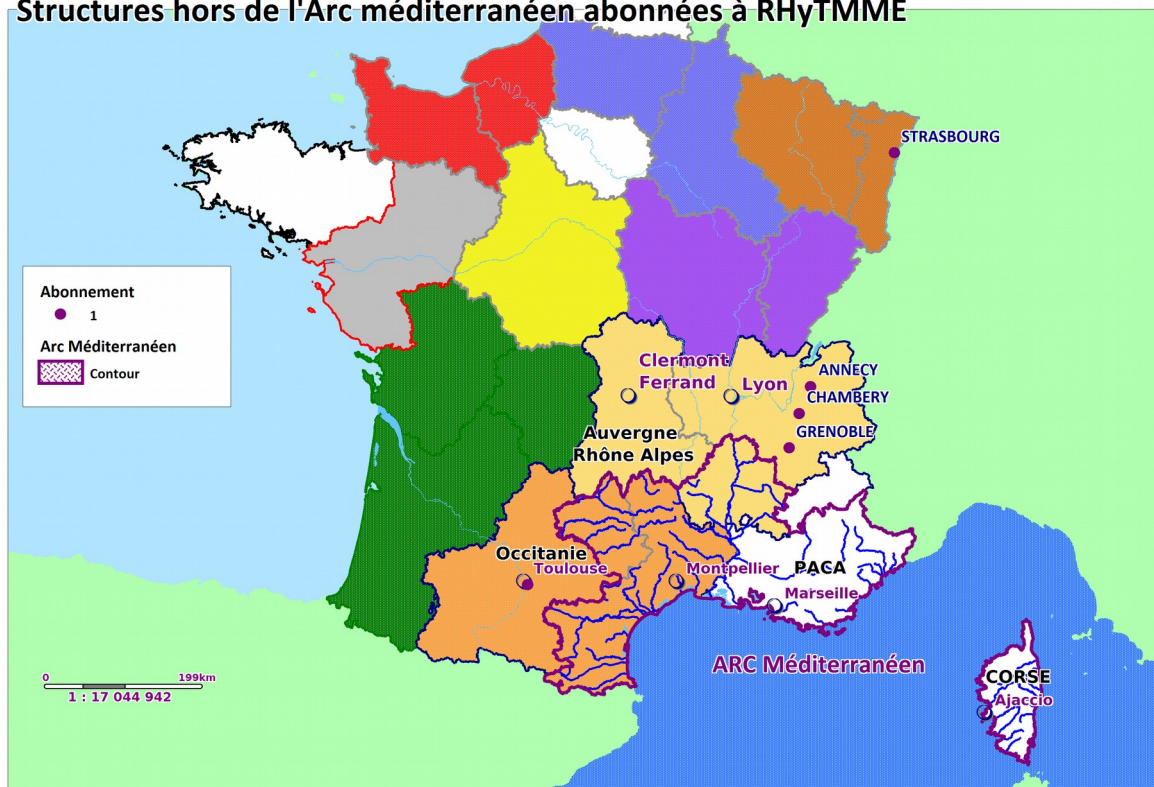 Structures hors de l'Arc méditerranéen abonnées à RHyTMME
STRASBOURG
Abonnement
1
Arc Méditerranéen
Contour
Clermont
Ferrand
Lyon
ANNECY
CHAMBERY
GRENOBLE
Auvergne
Rhône Alpes
Occitanie
Toulouse
Montpellier
PACA
Marseille
ARC Méditerranéen
CORSE
Ajaccio
0 199km
1 : 17 044 942